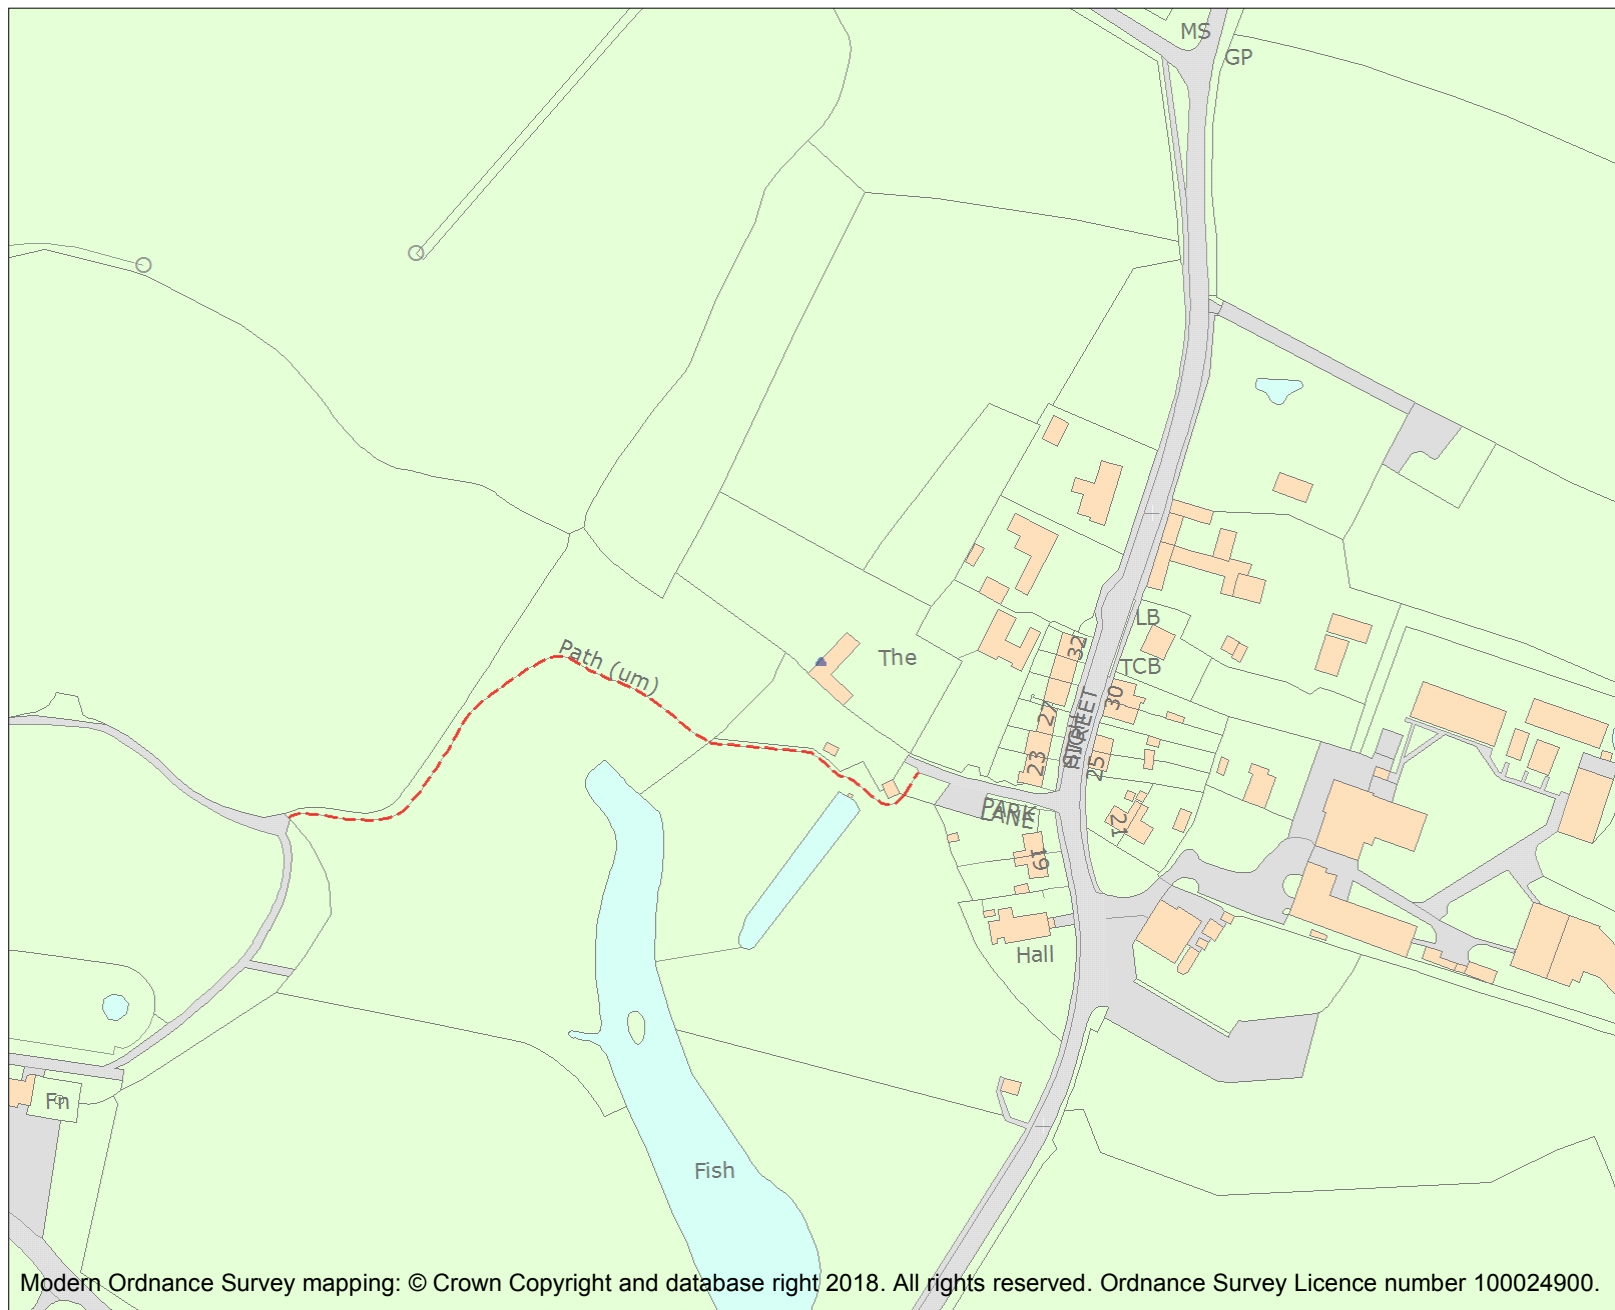 MS
GP
LB
32
The
Path (um)
TCB
30
27
STREET
23
25
PARK
LANE
21
19
Hall
Fn
Fish
Modern Ordnance Survey mapping: © Crown Copyright and database right 2018. All rights reserved. Ordnance Survey Licence number 100024900.